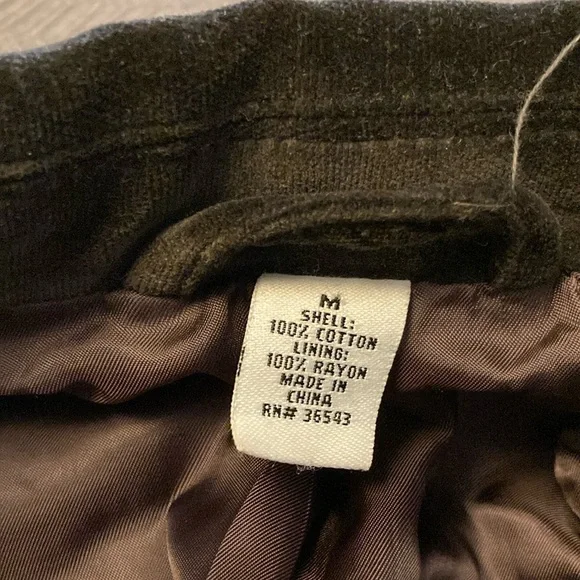 M
SHELL:
100% COTTON
LINING:
100% RAYON
MADE IN
CHINA
RN# 36543